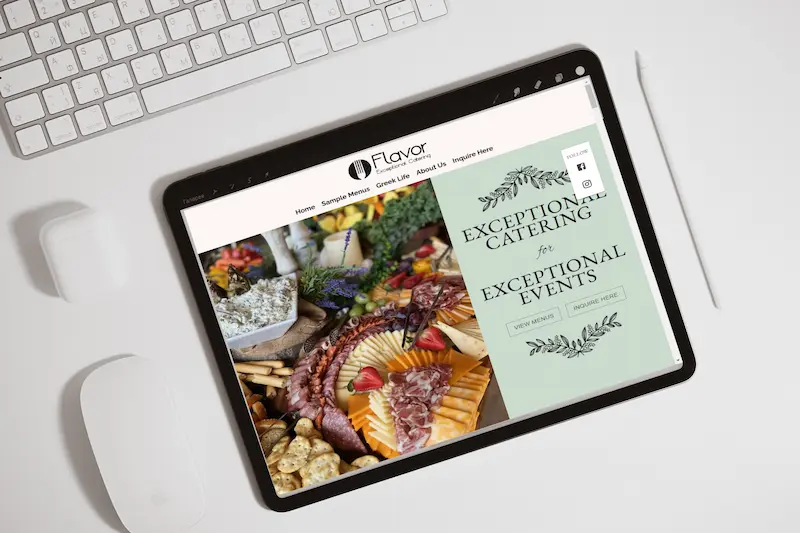 Flavor
Exceptional Catering
Home Sample Menus Greek Life About Us Inquire Here
FOLLOW
EXCEPTIONAL
CATERING
for
EXCEPTIONAL
EVENTS
VIEW MENUS INQUIRE HERE